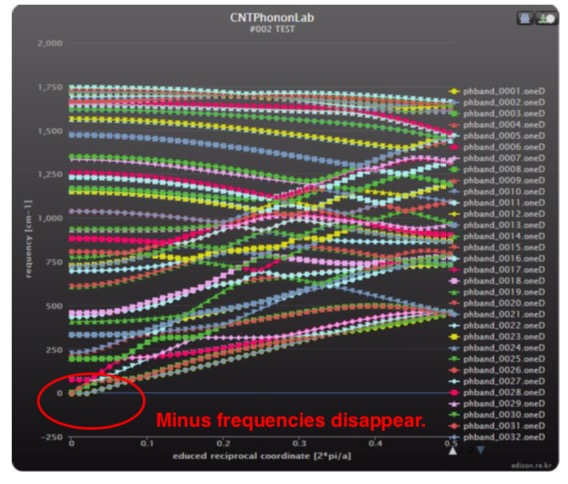 CNTPhononLab
#002 TEST
2,000
1,750
1,500
1,250
1,000
750
500
250
0
-250
requency [cm-1]
0
0.1
0.2
0.3
0.4
0.5
educed reciprocal coordinate [2*pi/a]
Minus frequencies disappear.
phband_0001.oneD
phband_0002.oneD
phband_0003.oneD
phband_0004.oneD
phband_0005.oneD
phband_0006.oneD
phband_0007.oneD
phband_0008.oneD
phband_0009.oneD
phband_0010.oneD
phband_0011.oneD
phband_0012.oneD
phband_0013.oneD
phband_0014.oneD
phband_0015.oneD
phband_0016.oneD
phband_0017.oneD
phband_0018.oneD
phband_0019.oneD
phband_0020.oneD
phband_0021.oneD
phband_0022.oneD
phband_0023.oneD
phband_0024.oneD
phband_0025.oneD
phband_0026.oneD
phband_0027.oneD
phband_0028.oneD
phband_0029.oneD
phband_0030.oneD
phband_0031.oneD
phband_0032.oneD
edison.re.kr